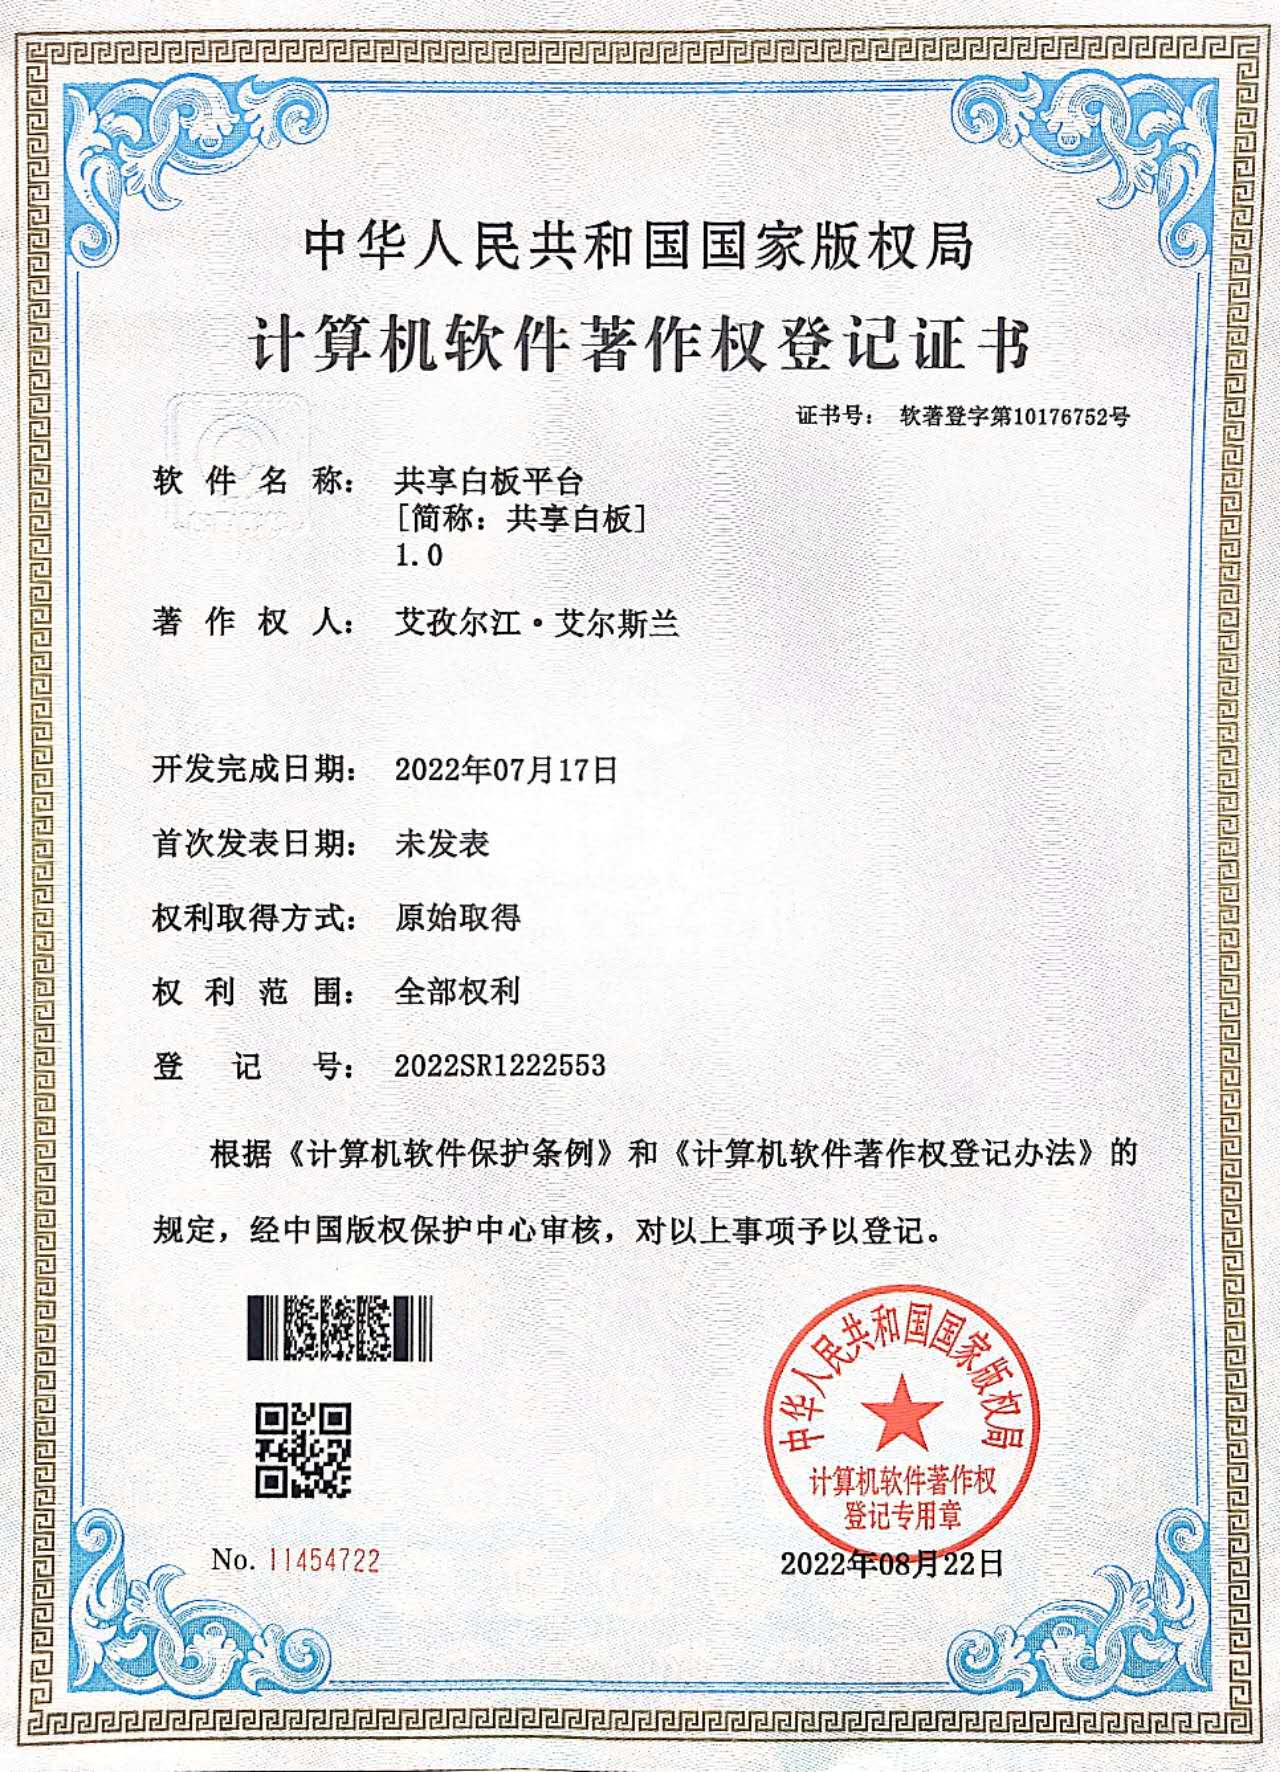 中华人民共和国国家版权局
计算机软件著作权登记证书
证书号： 软著登字第10176752号
软件名称： 共享白板平台
[简称：共享白板]
1.0
著作权人： 艾孜尔江·艾尔斯兰
开发完成日期： 2022年07月17日
首次发表日期： 未发表
权利取得方式： 原始取得
权利范围： 全部权利
登记号： 2022SR1222553
根据《计算机软件保护条例》和《计算机软件著作权登记办法》的
规定，经中国版权保护中心审核，对以上事项予以登记。
中华人民共和国国家版权局
计算机软件著作权
登记专用章
No. 11454722
2022年08月22日